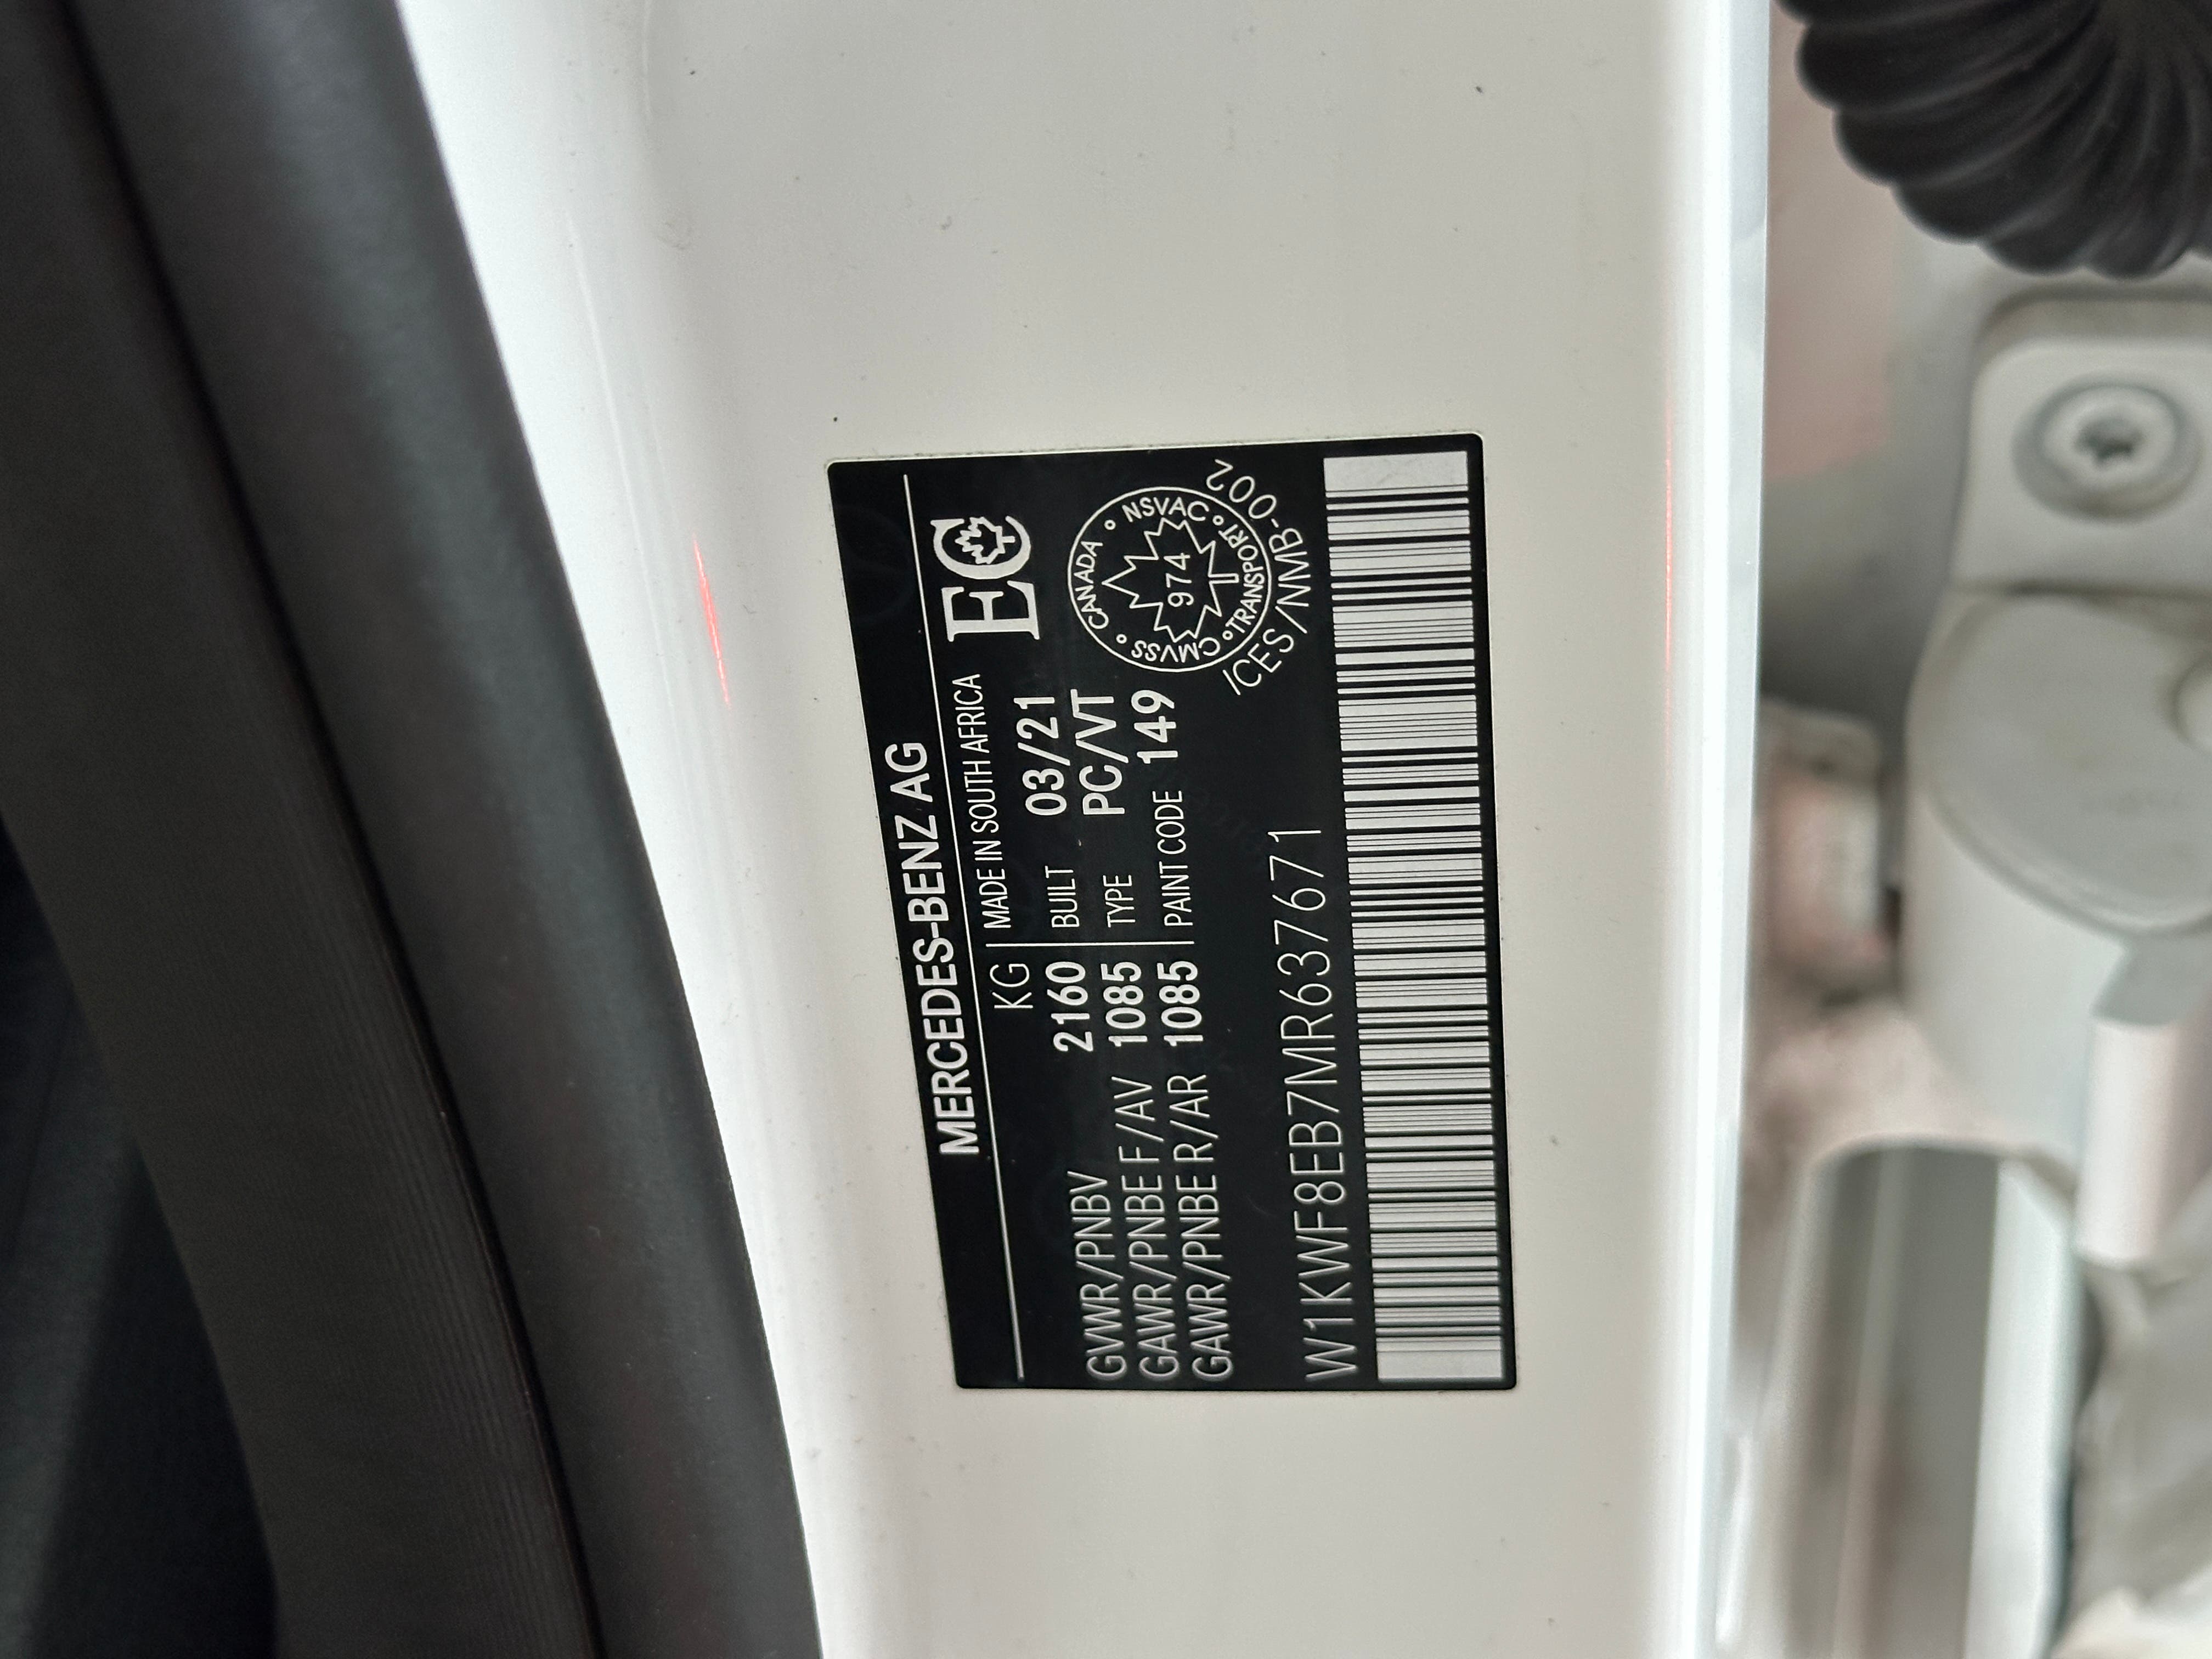 MERCEDES-BENZ AG
KG
MADE IN SOUTH AFRICA
GVWR/PNBV 2160
BUILT 03/21
GAWR/PNBE F/AV 1085
TYPE PC/VT
GAWR/PNBE R/AR 1085
PAINT CODE 149
EC
CANADA • NSVAC • TRANSPORT • CMVSS •
974
ICES/NMB-002
W1KWF8EB7MR637671